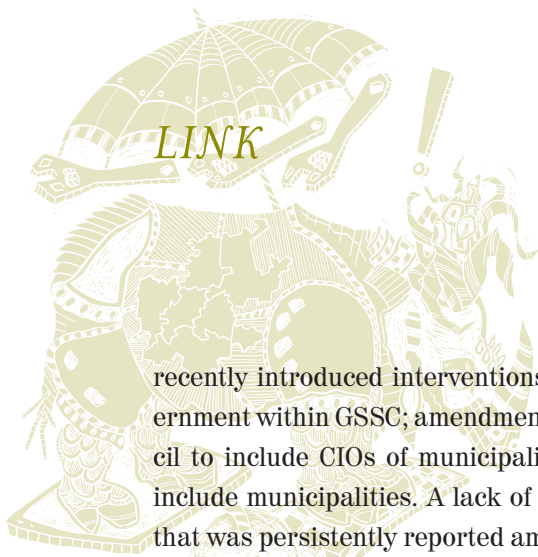 LINK
recently introduced interventions
ernment within GSSC; amendmen
cil to include CIOs of municipali
include municipalities. A lack of
that was persistently reported am